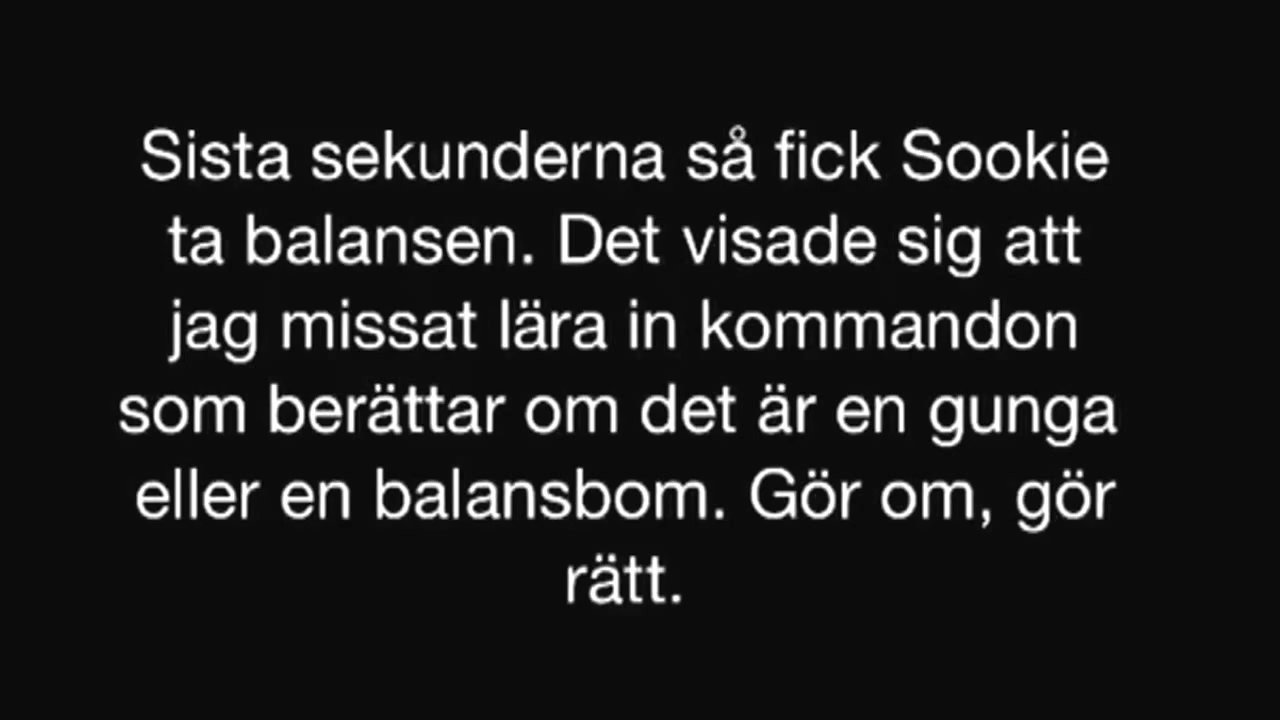 Sista sekunderna så fick Sookie
ta balansen. Det visade sig att
jag missat lära in kommandon
som berättar om det är en gunga
eller en balansbom. Gör om, gör
rätt.